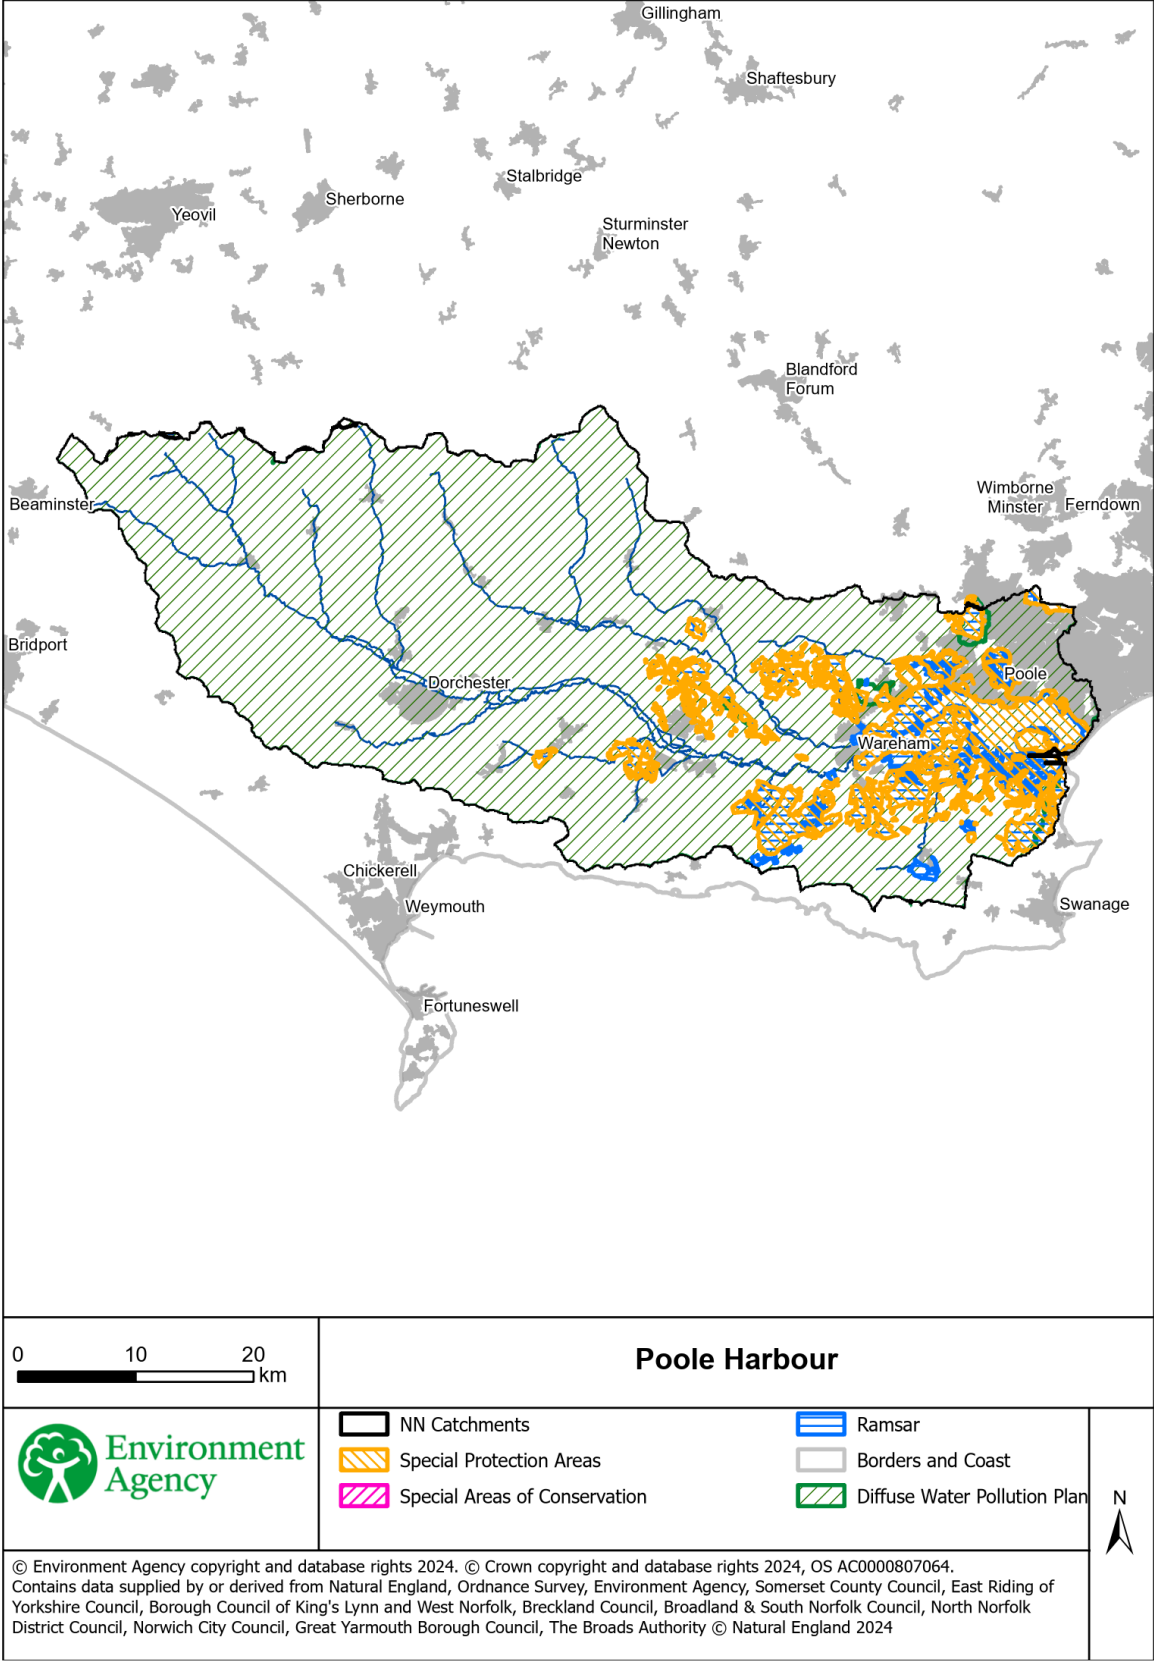 Gillingham
Shaftesbury
Stalbridge
Sherborne
Yeovil
Sturminster
Newton
Blandford
Forum
Wimborne
Minster
Ferndown
Beaminster
Bridport
Dorchester
Poole
Wareham
Chickerell
Weymouth
Swanage
Fortuneswell
0 10 20
km
Poole Harbour
Environment
Agency
NN Catchments
Special Protection Areas
Special Areas of Conservation
Ramsar
Borders and Coast
Diffuse Water Pollution Plan
N
© Environment Agency copyright and database rights 2024. © Crown copyright and database rights 2024, OS AC0000807064.
Contains data supplied by or derived from Natural England, Ordnance Survey, Environment Agency, Somerset County Council, East Riding of
Yorkshire Council, Borough Council of King's Lynn and West Norfolk, Breckland Council, Broadland & South Norfolk Council, North Norfolk
District Council, Norwich City Council, Great Yarmouth Borough Council, The Broads Authority © Natural England 2024